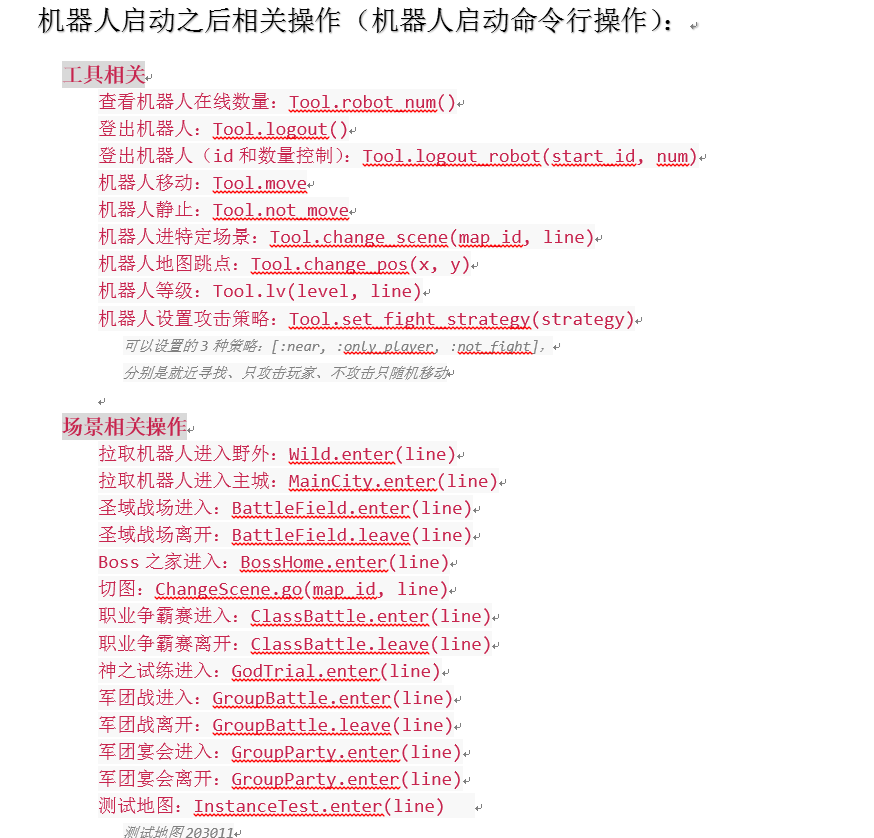 机器人启动之后相关操作（机器人启动命令行操作）：
工具相关
查看机器人在线数量：Tool.robot_num()
登出机器人：Tool.logout()
登出机器人（id 和数量控制）：Tool.logout_robot(start_id, num)
机器人移动：Tool.move
机器人静止：Tool.not_move
机器人进特定场景：Tool.change_scene(map_id, line)
机器人地图跳点：Tool.change_pos(x, y)
机器人等级：Tool.lv(level, line)
机器人设置攻击策略：Tool.set_fight_strategy(strategy)
可以设置的 3 种策略：[:near, :only_player, :not_fight]，
分别是就近寻找、只攻击玩家、不攻击只随机移动
场景相关操作
拉取机器人进入野外：Wild.enter(line)
拉取机器人进入主城：MainCity.enter(line)
圣域战场进入：BattleField.enter(line)
圣域战场离开：BattleField.leave(line)
Boss 之家进入：BossHome.enter(line)
切图：ChangeScene.go(map_id, line)
职业争霸赛进入：ClassBattle.enter(line)
职业争霸赛离开：ClassBattle.leave(line)
神之试练进入：GodTrial.enter(line)
军团战进入：GroupBattle.enter(line)
军团战离开：GroupBattle.leave(line)
军团宴会进入：GroupParty.enter(line)
军团宴会离开：GroupParty.enter(line)
测试地图：InstanceTest.enter(line)
测试地图 203011